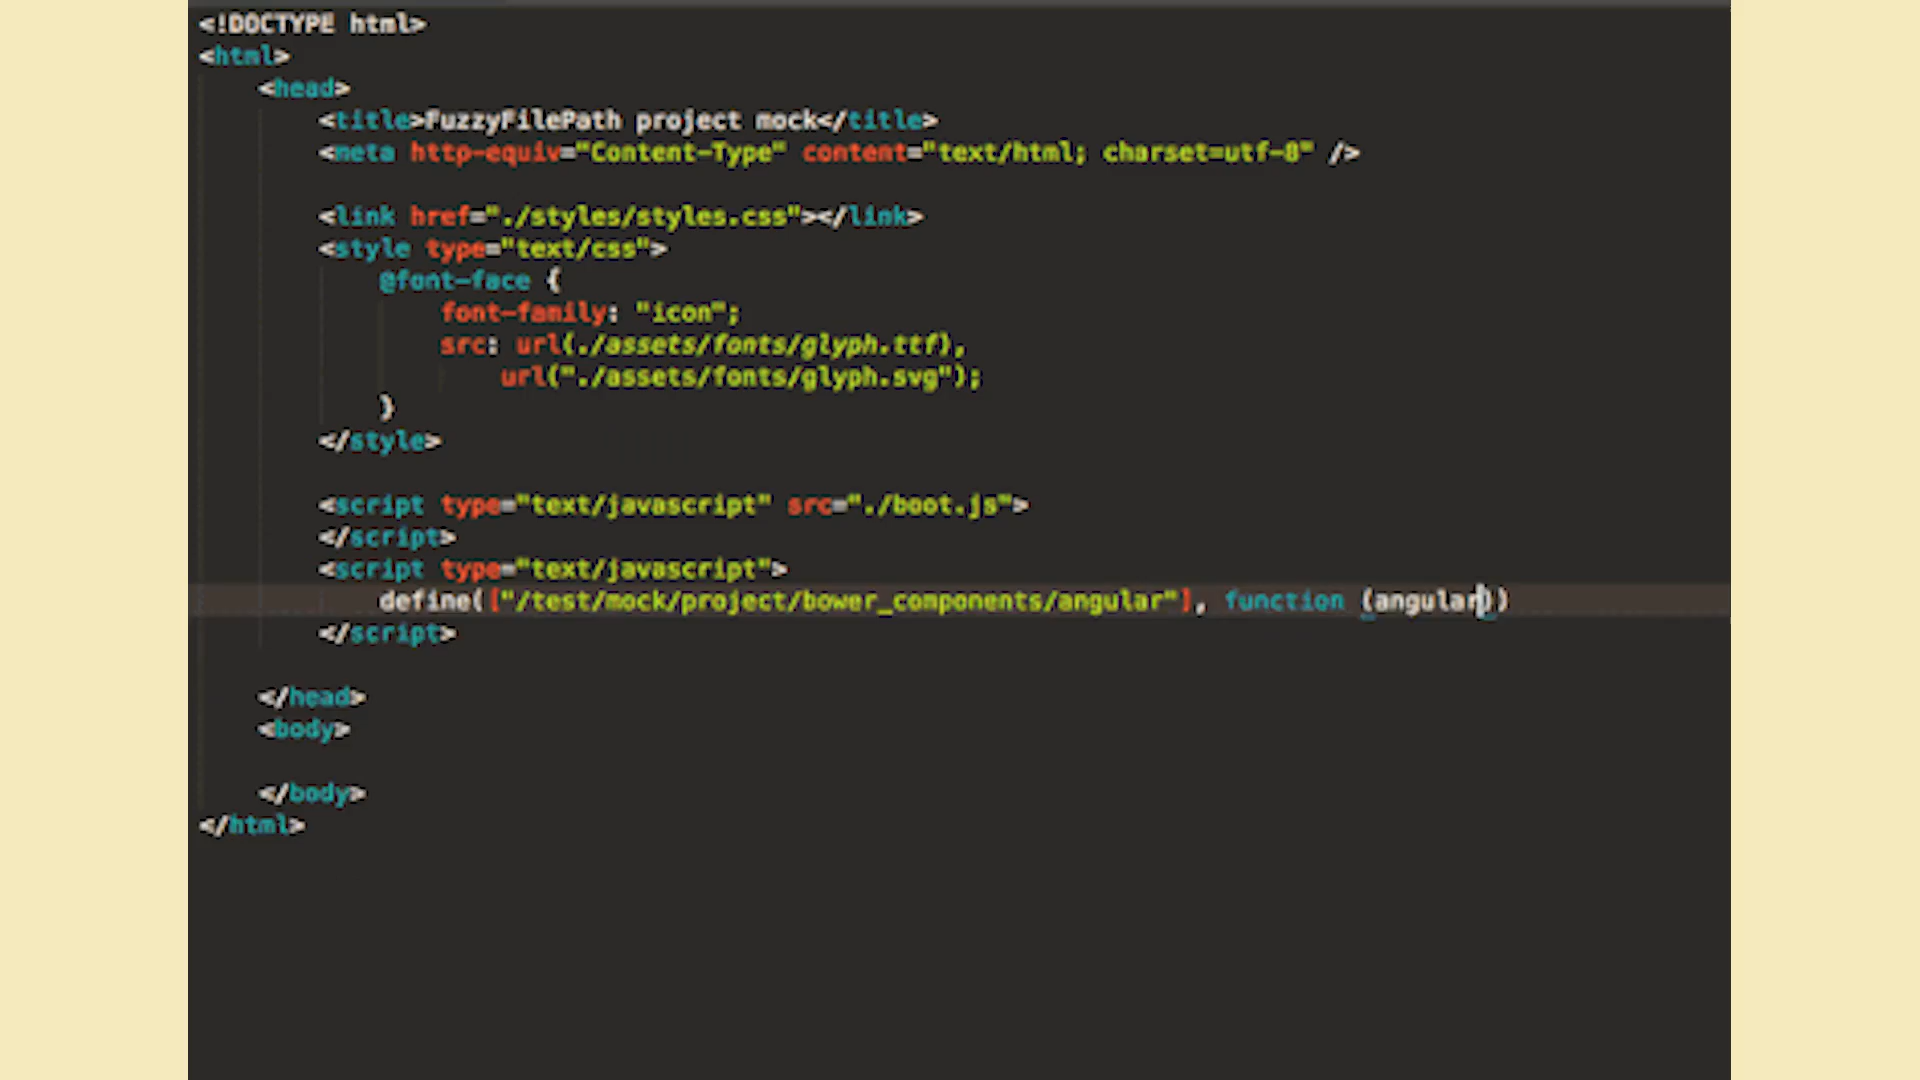 <!DOCTYPE html>
<html>
<head>
<title>FuzzyFilePath project mock</title>
<meta http-equiv="Content-Type" content="text/html; charset=utf-8" />
<link href="./styles/styles.css"></link>
<style type="text/css">
@font-face {
font-family: "icon";
src: url(./assets/fonts/glyph.ttf),
url("./assets/fonts/glyph.svg");
}
</style>
<script type="text/javascript" src="./boot.js">
</script>
<script type="text/javascript">
define(["/test/mock/project/bower_components/angular"], function (angular))
</script>
</head>
<body>
</body>
</html>